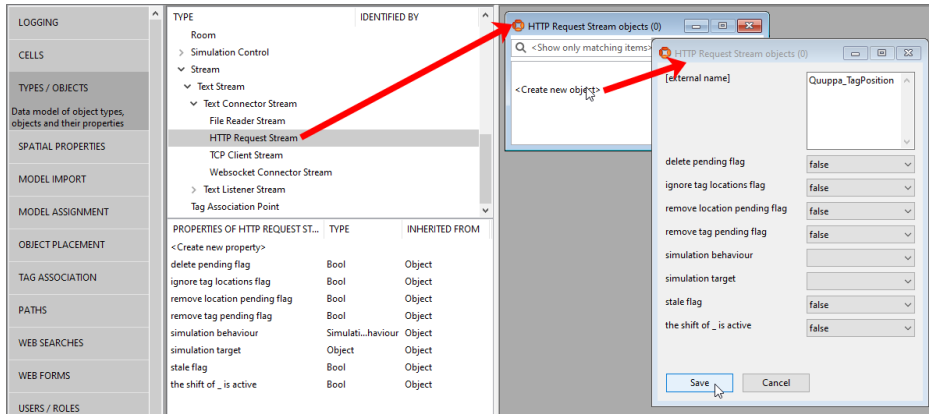 LOGGING
CELLS
TYPES / OBJECTS
Data model of object types,
objects and their properties
SPATIAL PROPERTIES
MODEL IMPORT
MODEL ASSIGNMENT
OBJECT PLACEMENT
TAG ASSOCIATION
PATHS
WEB SEARCHES
WEB FORMS
USERS / ROLES
TYPE IDENTIFIED BY
Room
Simulation Control
Stream
Text Stream
Text Connector Stream
File Reader Stream
HTTP Request Stream
TCP Client Stream
Websocket Connector Stream
Text Listener Stream
Tag Association Point
PROPERTIES OF HTTP REQUEST ST... TYPE INHERITED FROM
<Create new property>
delete pending flag Bool Object
ignore tag locations flag Bool Object
remove location pending flag Bool Object
remove tag pending flag Bool Object
simulation behaviour Simulati...haviour Object
simulation target Object Object
stale flag Bool Object
the shift of _ is active Bool Object
HTTP Request Stream objects (0)
<Show only matching items>
<Create new object>
HTTP Request Stream objects (0)
[external name] Quuppa_TagPosition
delete pending flag false
ignore tag locations flag false
remove location pending flag false
remove tag pending flag false
simulation behaviour
simulation target
stale flag false
the shift of _ is active false
Save Cancel